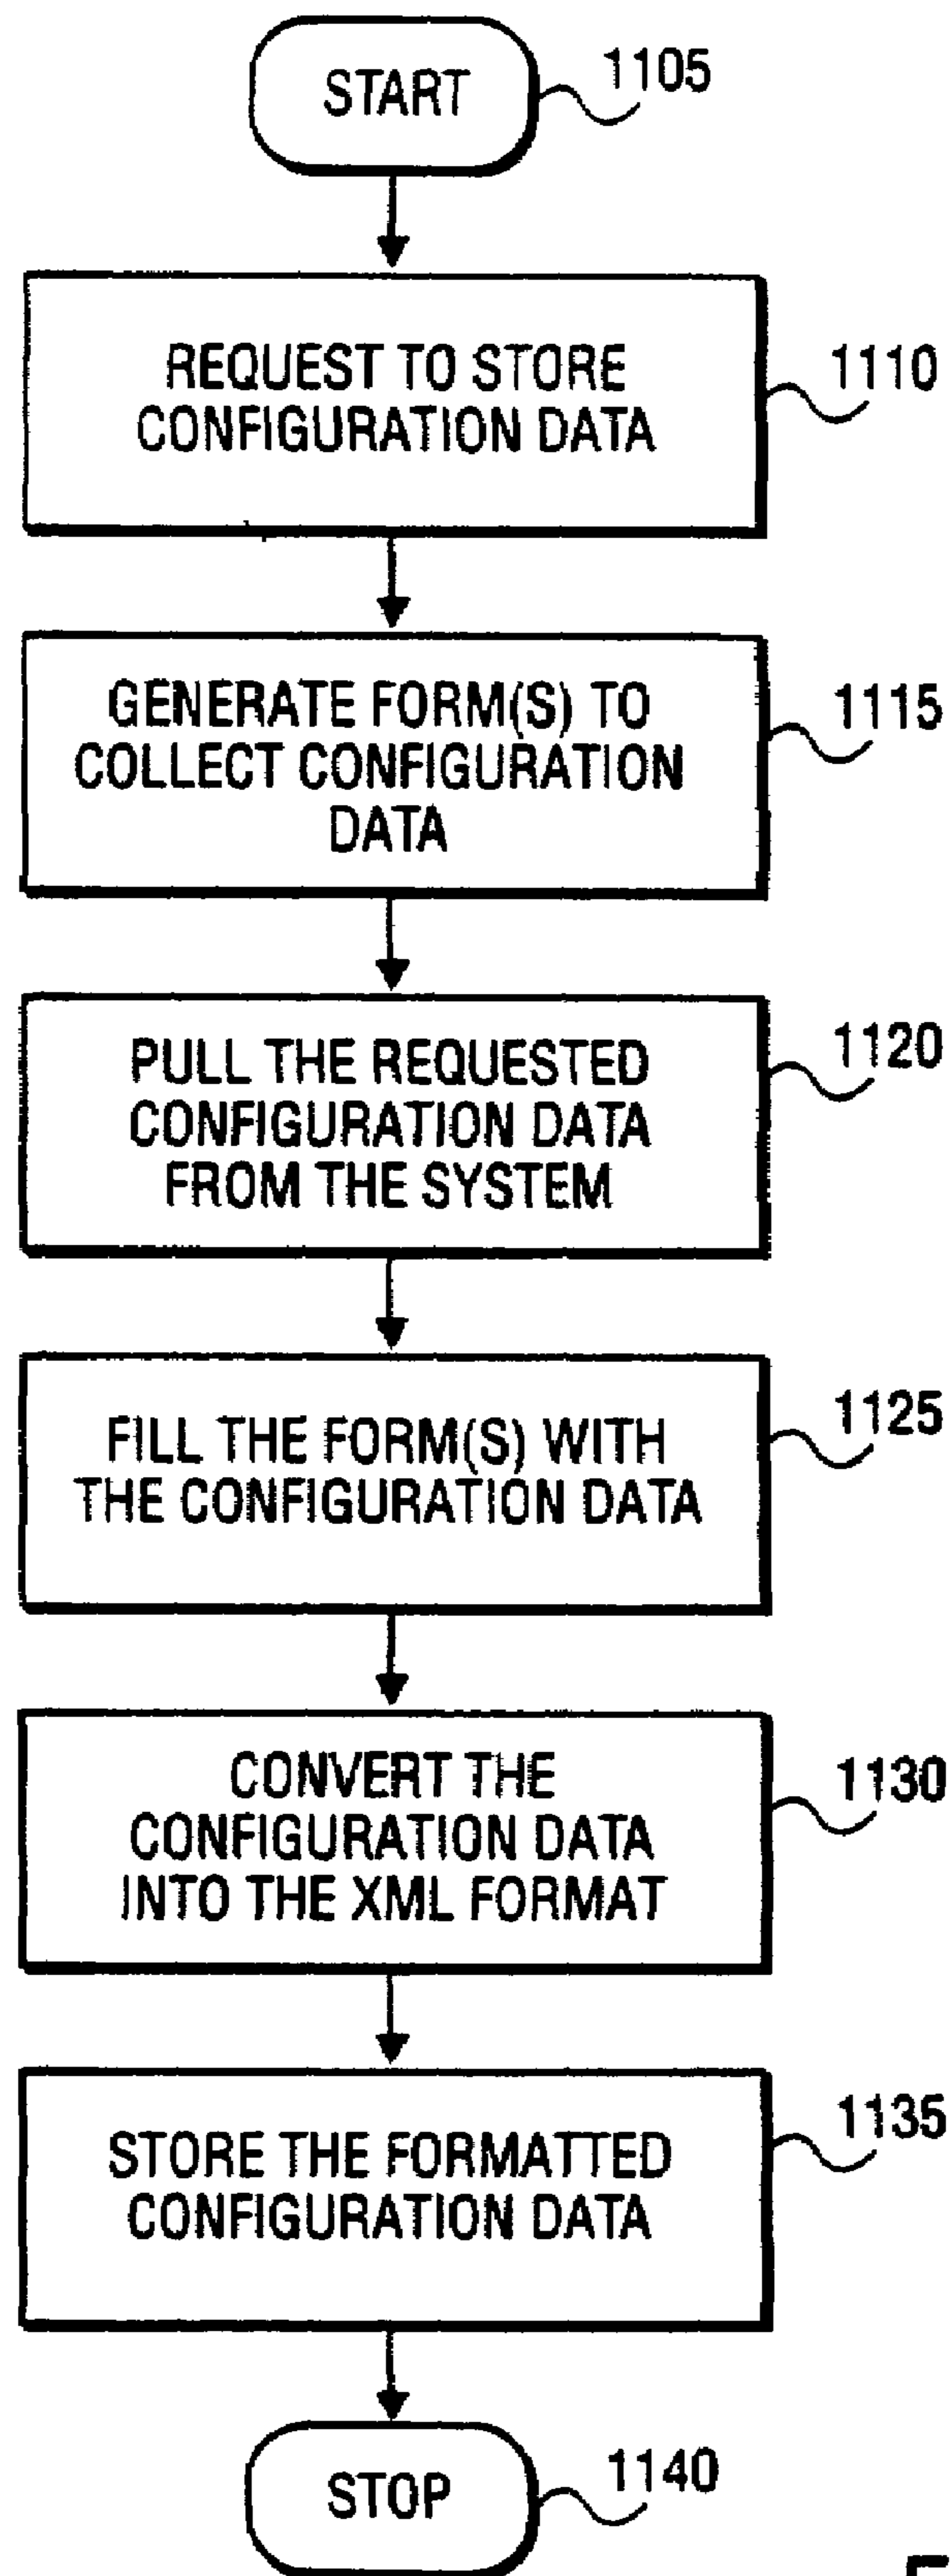 START
1105
REQUEST TO STORE
CONFIGURATION DATA
1110
GENERATE FORM(S) TO
COLLECT CONFIGURATION
DATA
1115
PULL THE REQUESTED
CONFIGURATION DATA
FROM THE SYSTEM
1120
FILL THE FORM(S) WITH
THE CONFIGURATION DATA
1125
CONVERT THE
CONFIGURATION DATA
INTO THE XML FORMAT
1130
STORE THE FORMATTED
CONFIGURATION DATA
1135
STOP
1140